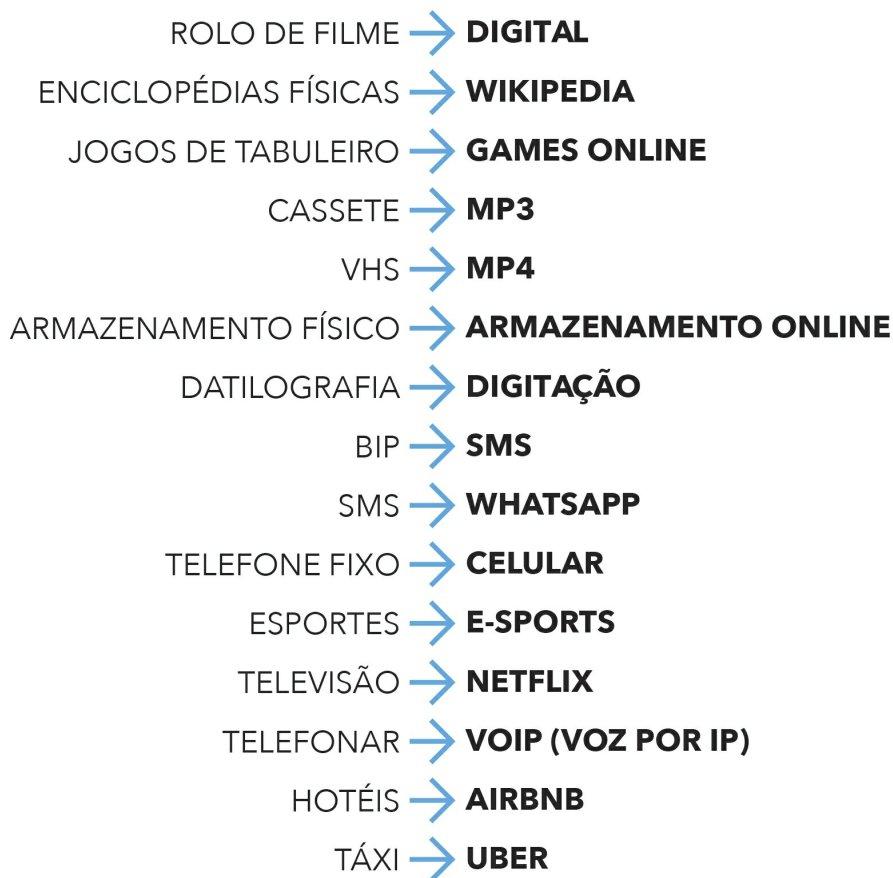 ROLO DE FILME → DIGITAL
ENCICLOPÉDIAS FÍSICAS → WIKIPEDIA
JOGOS DE TABULEIRO → GAMES ONLINE
CASSETE → MP3
VHS → MP4
ARMAZENAMENTO FÍSICO → ARMAZENAMENTO ONLINE
DATILOGRAFIA → DIGITAÇÃO
BIP → SMS
SMS → WHATSAPP
TELEFONE FIXO → CELULAR
ESPORTES → E-SPORTS
TELEVISÃO → NETFLIX
TELEFONAR → VOIP (VOZ POR IP)
HOTÉIS → AIRBNB
TÁXI → UBER